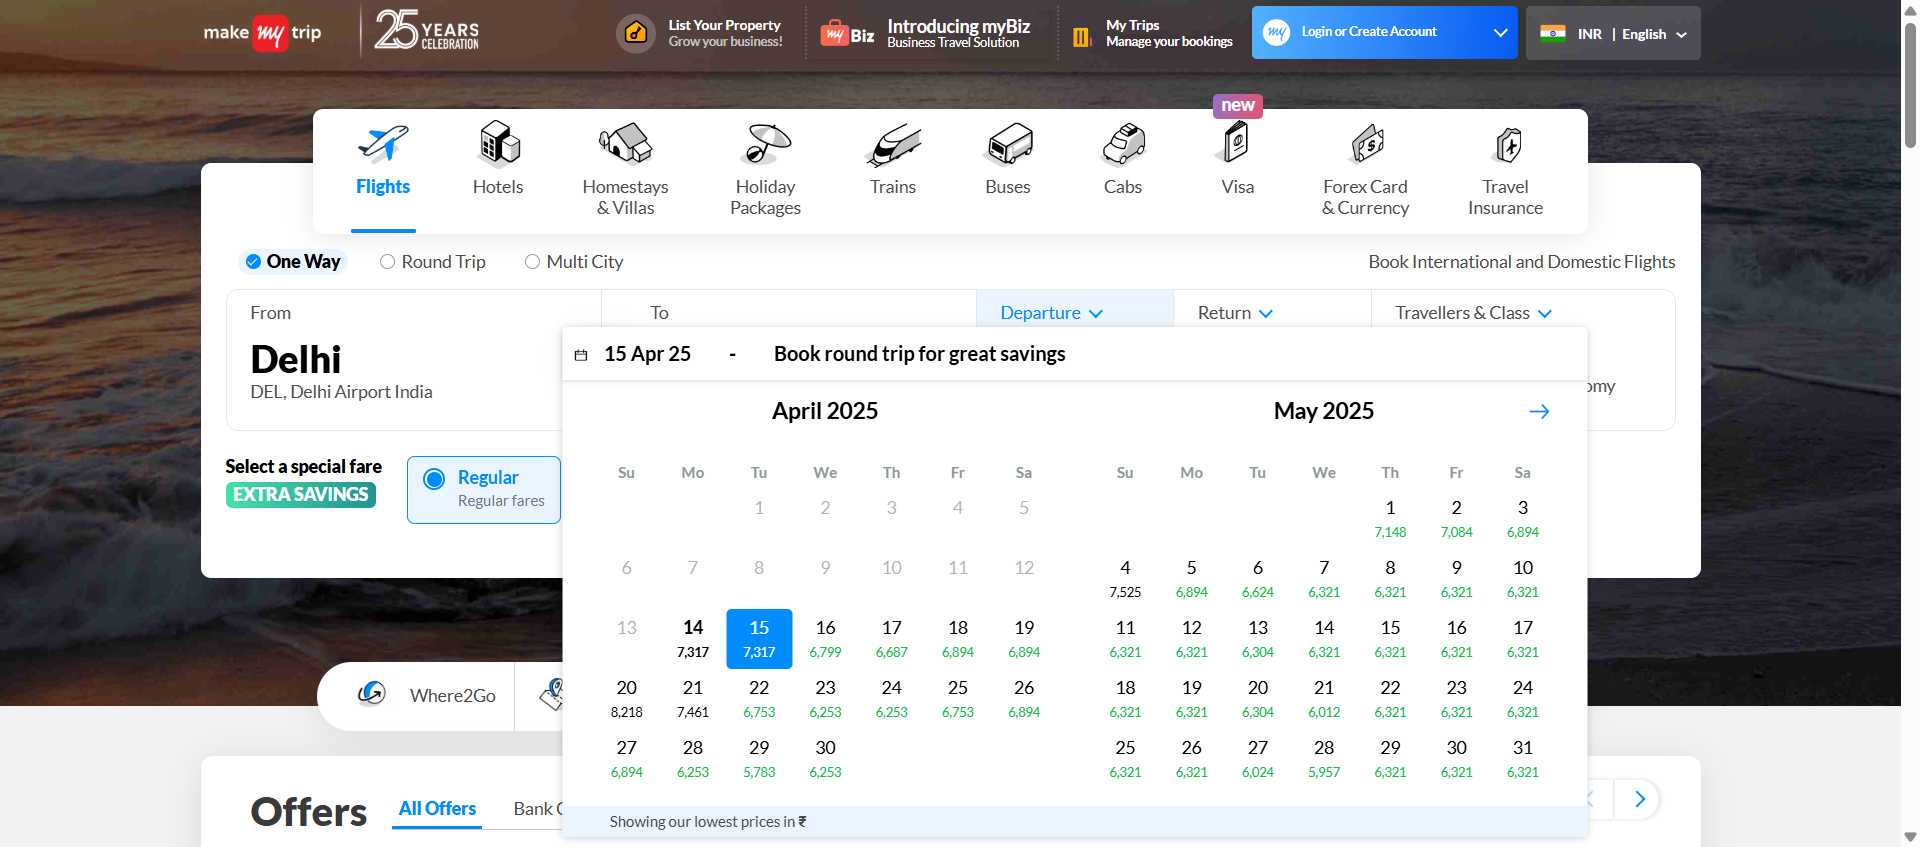 make my trip
25 YEARS CELEBRATION
List Your Property
Grow your business!
my Biz
Introducing myBiz
Business Travel Solution
My Trips
Manage your bookings
my Login or Create Account
INR | English
new
Flights
Hotels
Homestays
& Villas
Holiday
Packages
Trains
Buses
Cabs
Visa
Forex Card
& Currency
Travel
Insurance
One Way
Round Trip
Multi City
Book International and Domestic Flights
From
Delhi
DEL, Delhi Airport India
To
Departure
Return
Travellers & Class
15 Apr 25 - Book round trip for great savings
April 2025
Su Mo Tu We Th Fr Sa
1 2 3 4 5
6 7 8 9 10 11 12
13 14 15 16 17 18 19
7,317 7,317 6,799 6,687 6,894 6,894
20 21 22 23 24 25 26
8,218 7,461 6,753 6,253 6,253 6,753 6,894
27 28 29 30
6,894 6,253 5,783 6,253
May 2025
Su Mo Tu We Th Fr Sa
1 2 3
7,148 7,084 6,894
4 5 6 7 8 9 10
7,525 6,894 6,624 6,321 6,321 6,321 6,321
11 12 13 14 15 16 17
6,321 6,321 6,304 6,321 6,321 6,321 6,321
18 19 20 21 22 23 24
6,321 6,321 6,304 6,012 6,321 6,321 6,321
25 26 27 28 29 30 31
6,321 6,321 6,024 5,957 6,321 6,321 6,321
Showing our lowest prices in ₹
omy
Select a special fare
EXTRA SAVINGS
Regular
Regular fares
Where2Go
Offers
All Offers
Bank